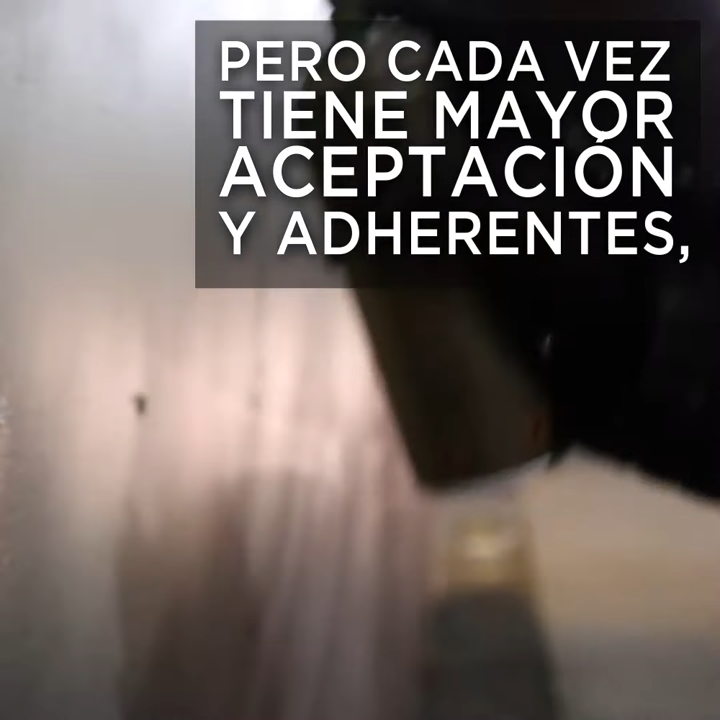 PERO CADA VEZ
TIENE MAYOR
ACEPTACIÓN
Y ADHERENTES,